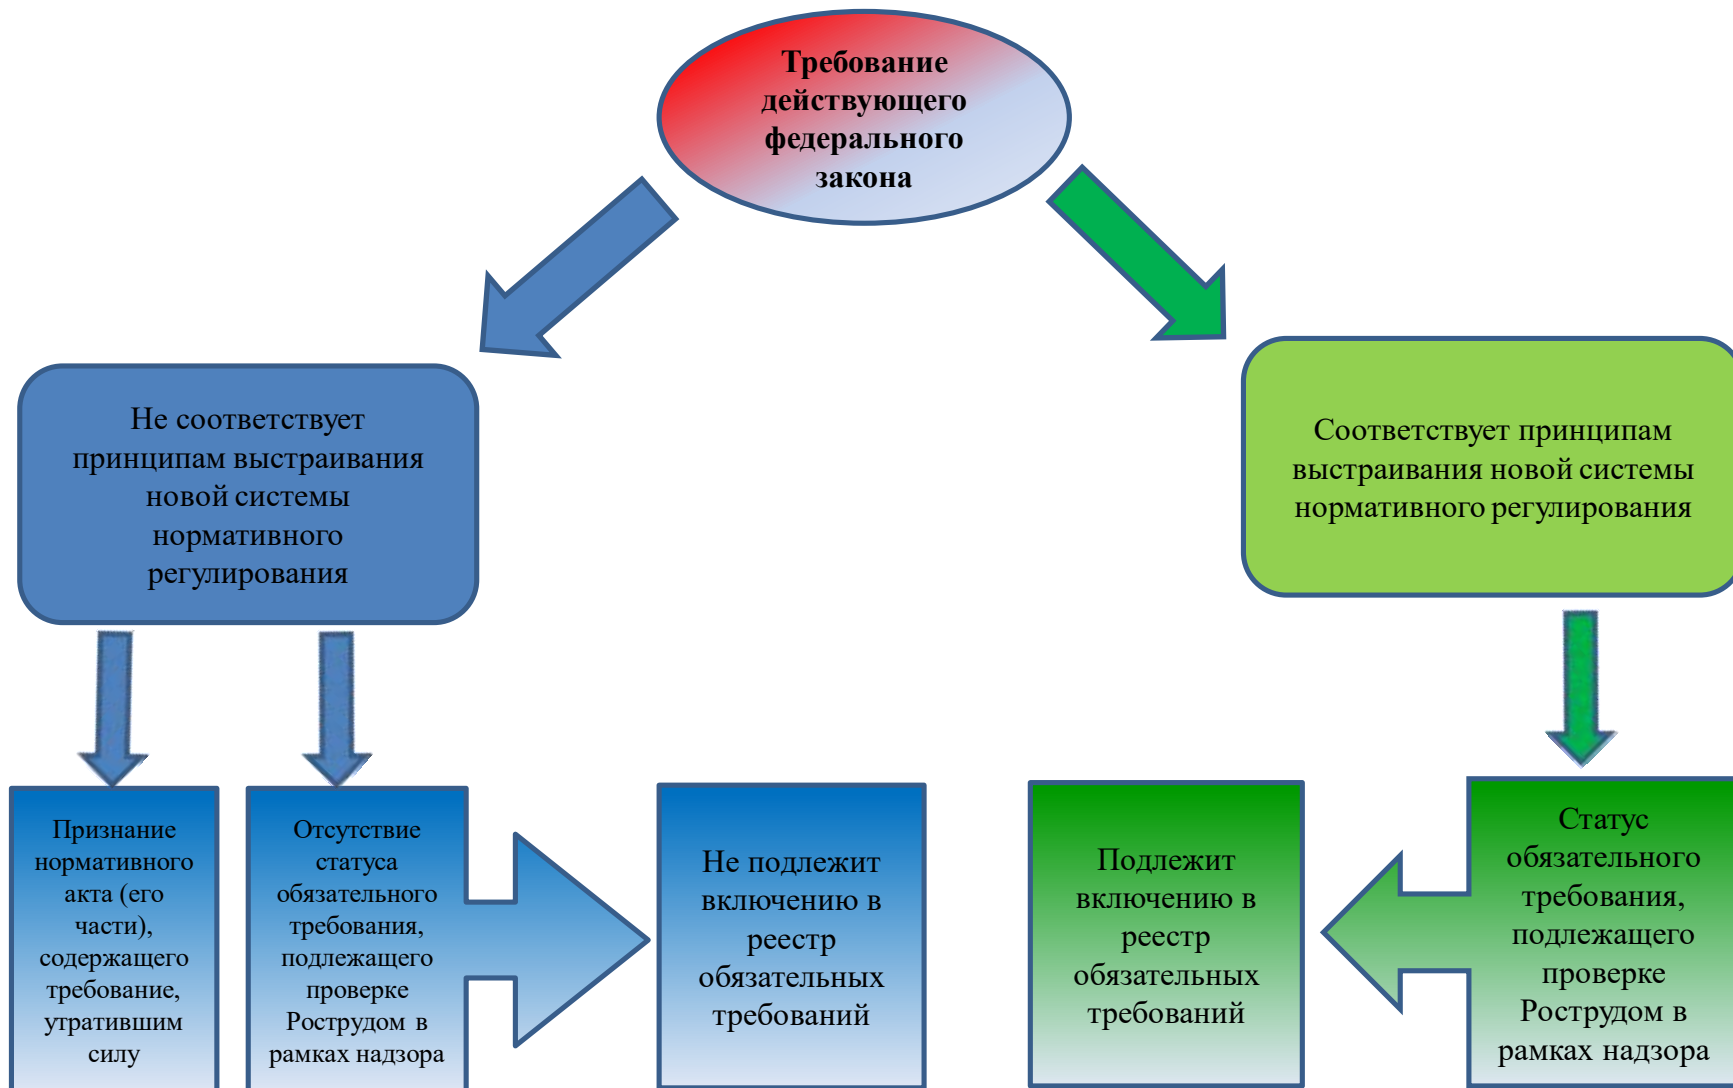 Требование
действующего
федерального
закона
Не соответствует
принципам выстраивания
новой системы
нормативного
регулирования
Соответствует принципам
выстраивания новой системы
нормативного регулирования
Признание
нормативного
акта (его
части),
содержащего
требование,
утратившим
силу
Отсутствие
статуса
обязательного
требования,
подлежащего
проверке
Рострудом в
рамках надзора
Не подлежит
включению в
реестр
обязательных
требований
Подлежит
включению в
реестр
обязательных
требований
Статус
обязательного
требования,
подлежащего
проверке
Рострудом в
рамках надзора